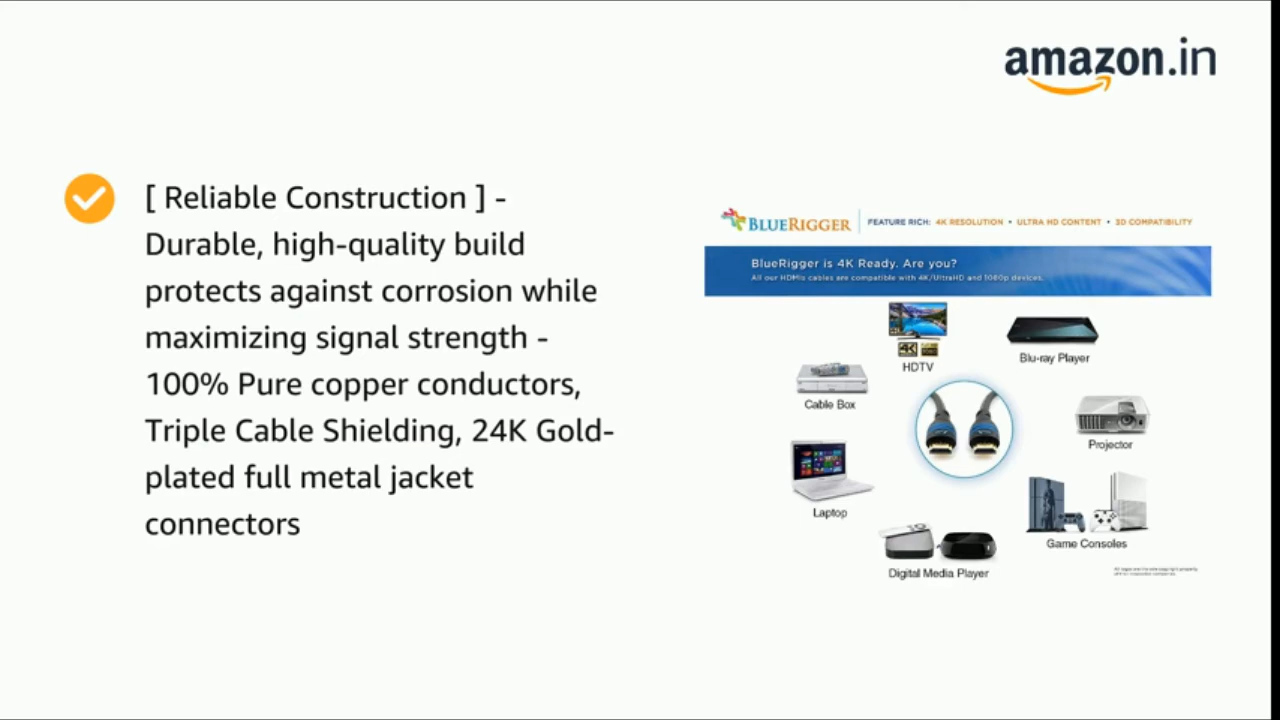 amazon.in
[ Reliable Construction ] -
Durable, high-quality build
protects against corrosion while
maximizing signal strength -
100% Pure copper conductors,
Triple Cable Shielding, 24K Gold-
plated full metal jacket
connectors
BLUERIGGER
FEATURE RICH: 4K RESOLUTION • ULTRA HD CONTENT • 3D COMPATIBILITY
BlueRigger is 4K Ready. Are you?
All our HDMI cables are compatible with 4K/UltraHD and 1080p devices.
4K
HDTV
Blu-ray Player
Cable Box
Projector
Laptop
Game Consoles
Digital Media Player